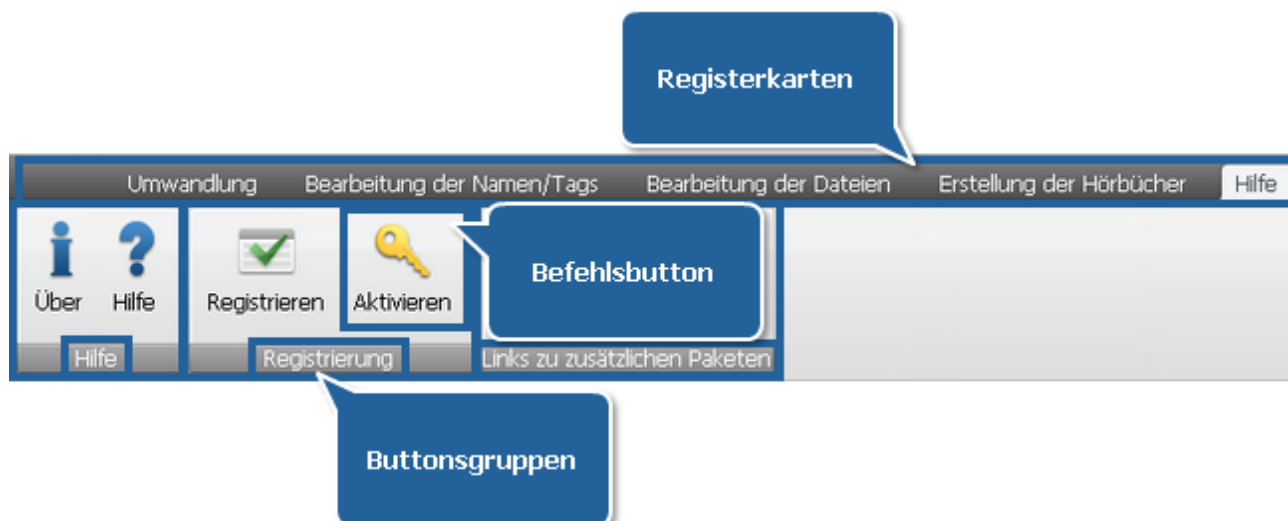 Registerkarten
Umwandlung Bearbeitung der Namen/Tags Bearbeitung der Dateien Erstellung der Hörbücher Hilfe
Befehlsbutton
Über Hilfe Registrieren Aktivieren
Hilfe Registrierung Links zu zusätzlichen Paketen
Buttonsgruppen